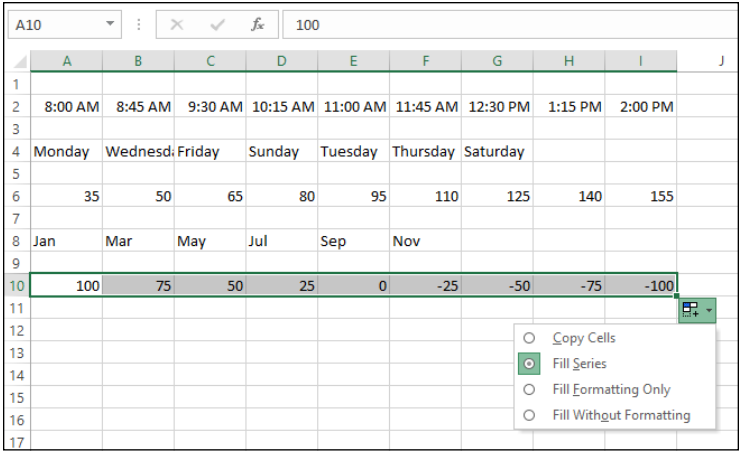 A10 fx 100
A B C D E F G H I J
1
2 8:00 AM 8:45 AM 9:30 AM 10:15 AM 11:00 AM 11:45 AM 12:30 PM 1:15 PM 2:00 PM
3
4 Monday Wednesd Friday Sunday Tuesday Thursday Saturday
5
6 35 50 65 80 95 110 125 140 155
7
8 Jan Mar May Jul Sep Nov
9
10 100 75 50 25 0 -25 -50 -75 -100
11
12 Copy Cells
13 Fill Series
14 Fill Formatting Only
15 Fill Without Formatting
16
17